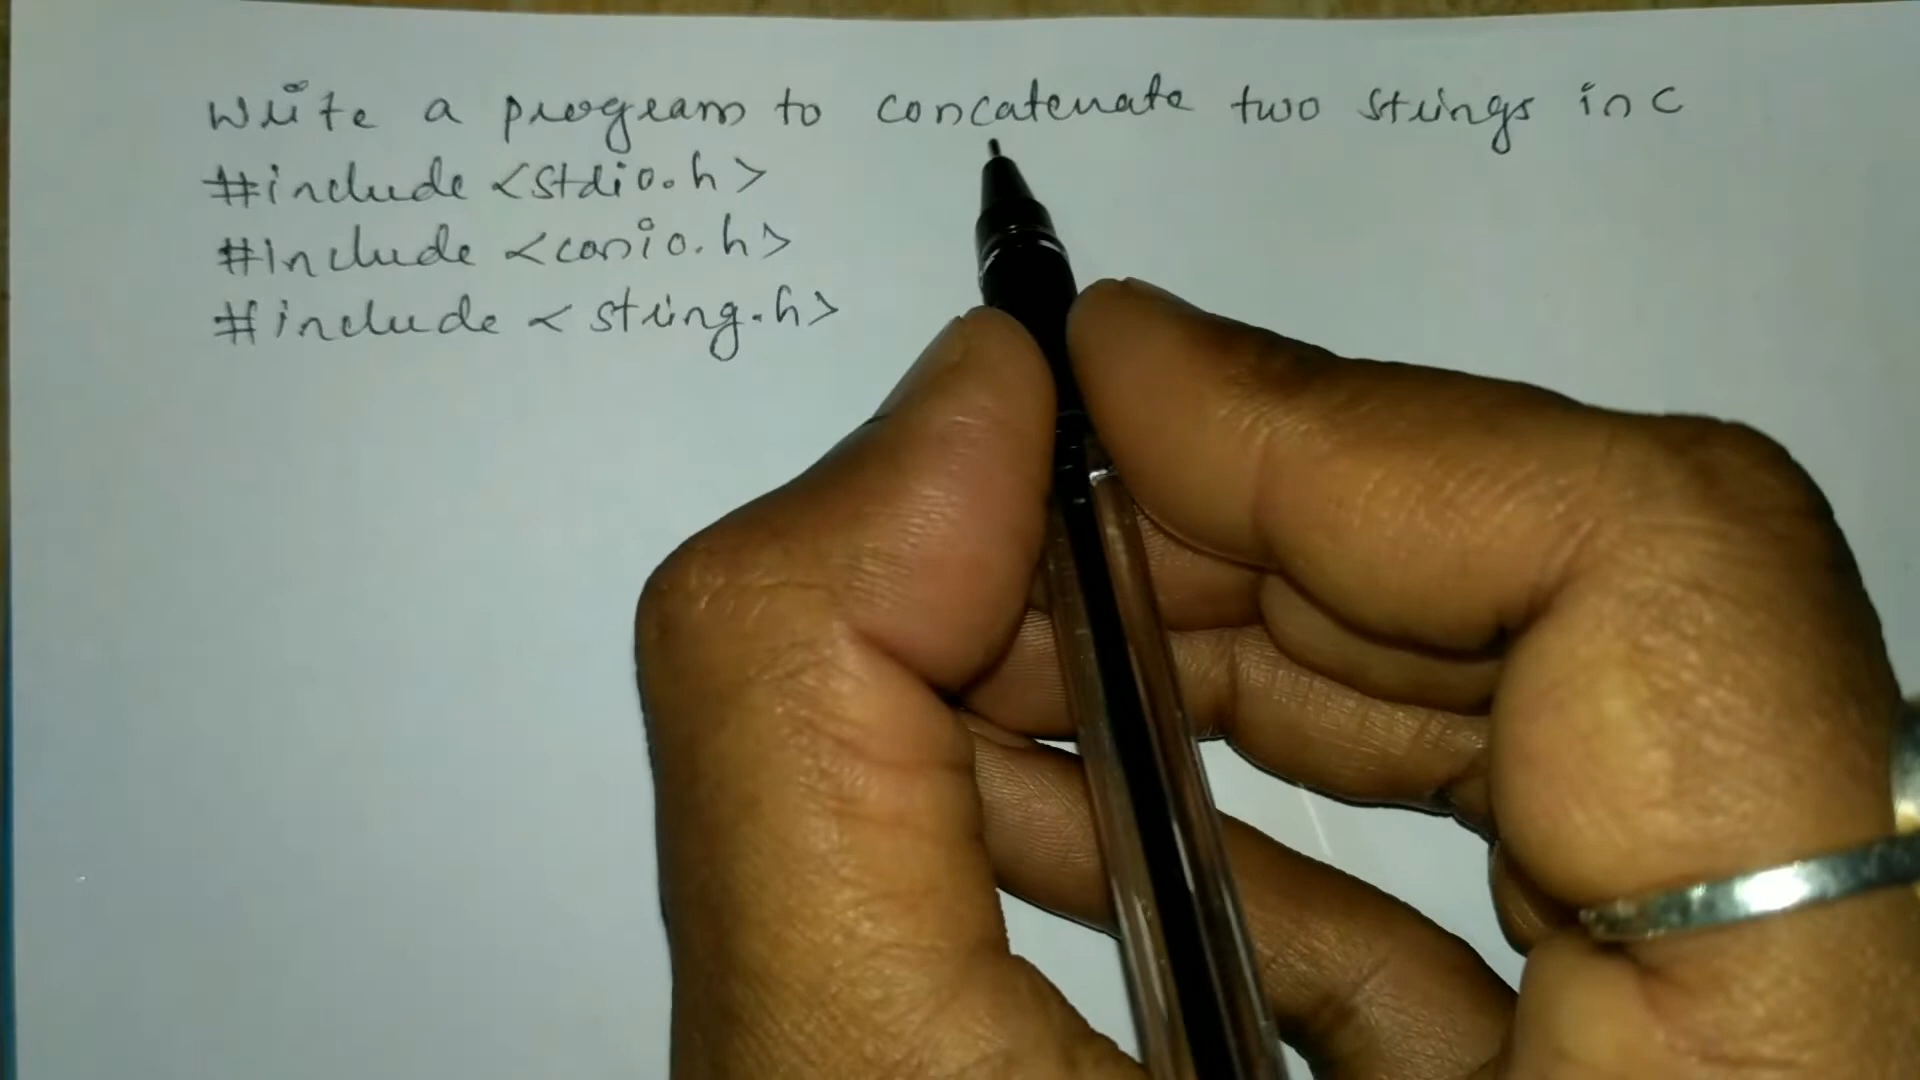 Write a program to concatenate two strings in c
#include <stdio.h>
#include <conio.h>
#include < string.h>